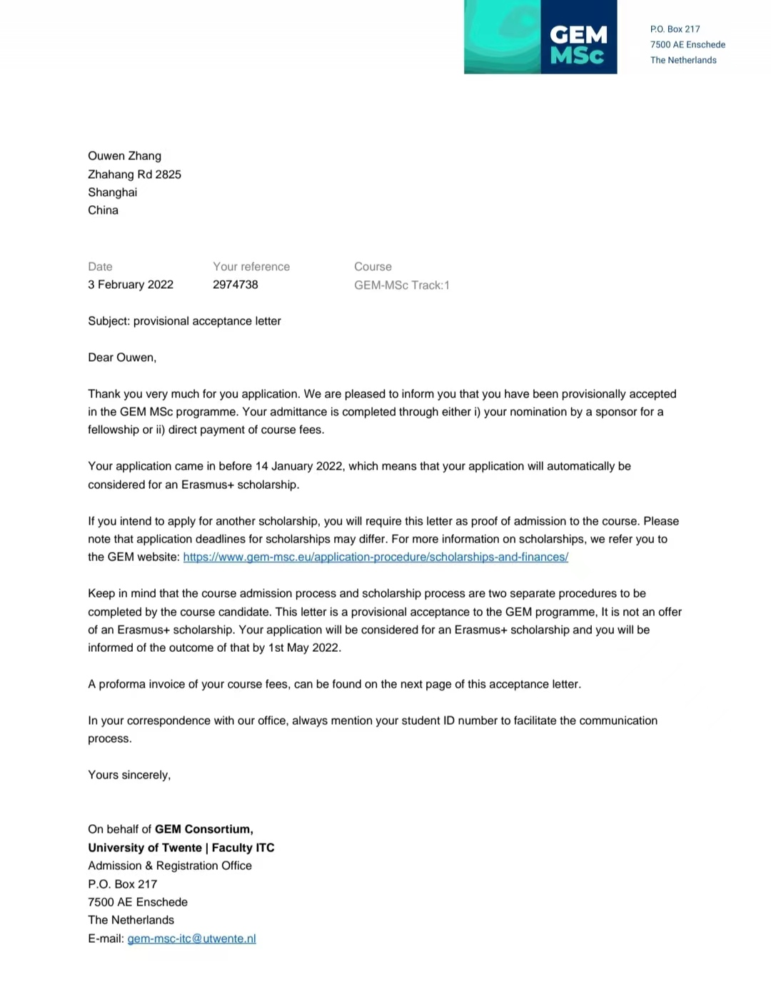 GEM
MSc
P.O. Box 217
7500 AE Enschede
The Netherlands
Ouwen Zhang
Zhahang Rd 2825
Shanghai
China
Date Your reference Course
3 February 2022 2974738 GEM-MSc Track:1
Subject: provisional acceptance letter
Dear Ouwen,
Thank you very much for you application. We are pleased to inform you that you have been provisionally accepted
in the GEM MSc programme. Your admittance is completed through either i) your nomination by a sponsor for a
fellowship or ii) direct payment of course fees.
Your application came in before 14 January 2022, which means that your application will automatically be
considered for an Erasmus+ scholarship.
If you intend to apply for another scholarship, you will require this letter as proof of admission to the course. Please
note that application deadlines for scholarships may differ. For more information on scholarships, we refer you to
the GEM website: https://www.gem-msc.eu/application-procedure/scholarships-and-finances/
Keep in mind that the course admission process and scholarship process are two separate procedures to be
completed by the course candidate. This letter is a provisional acceptance to the GEM programme, It is not an offer
of an Erasmus+ scholarship. Your application will be considered for an Erasmus+ scholarship and you will be
informed of the outcome of that by 1st May 2022.
A proforma invoice of your course fees, can be found on the next page of this acceptance letter.
In your correspondence with our office, always mention your student ID number to facilitate the communication
process.
Yours sincerely,
On behalf of GEM Consortium,
University of Twente | Faculty ITC
Admission & Registration Office
P.O. Box 217
7500 AE Enschede
The Netherlands
E-mail: gem-msc-itc@utwente.nl